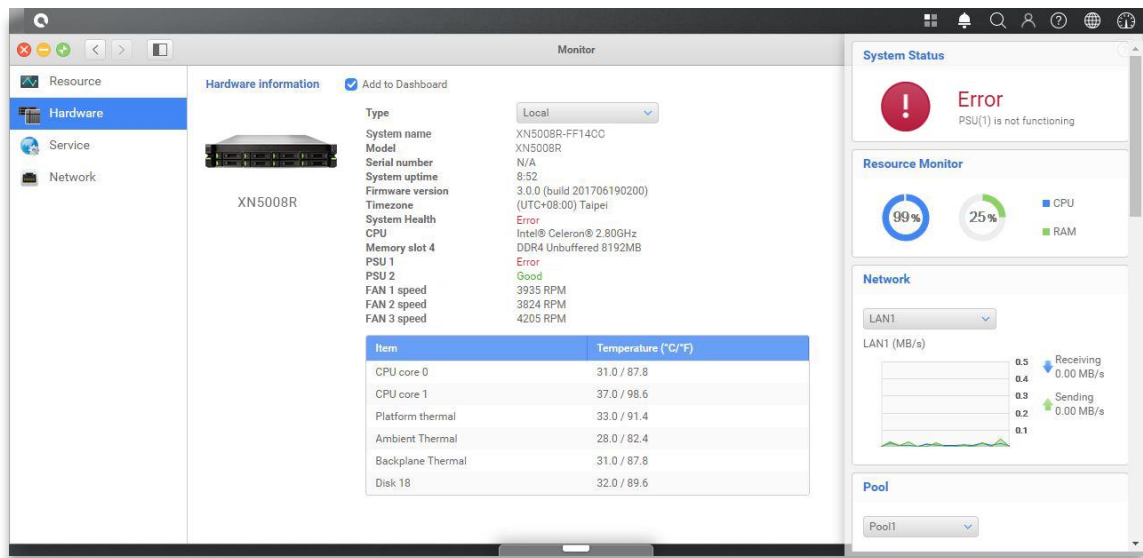 Monitor
Resource
Hardware
Service
Network
Hardware information
Add to Dashboard
XN5008R
Type Local
System name XN5008R-FF14CC
Model XN5008R
Serial number N/A
System uptime 8:52
Firmware version 3.0.0 (build 201706190200)
Timezone (UTC+08:00) Taipei
System Health Error
CPU Intel® Celeron® 2.80GHz
Memory slot 4 DDR4 Unbuffered 8192MB
PSU 1 Error
PSU 2 Good
FAN 1 speed 3935 RPM
FAN 2 speed 3824 RPM
FAN 3 speed 4205 RPM
Item Temperature (°C/°F)
CPU core 0 31.0 / 87.8
CPU core 1 37.0 / 98.6
Platform thermal 33.0 / 91.4
Ambient Thermal 28.0 / 82.4
Backplane Thermal 31.0 / 87.8
Disk 18 32.0 / 89.6
System Status
Error
PSU(1) is not functioning
Resource Monitor
99%
25%
CPU
RAM
Network
LAN1
LAN1 (MB/s)
0.5
0.4
0.3
0.2
0.1
Receiving
0.00 MB/s
Sending
0.00 MB/s
Pool
Pool1